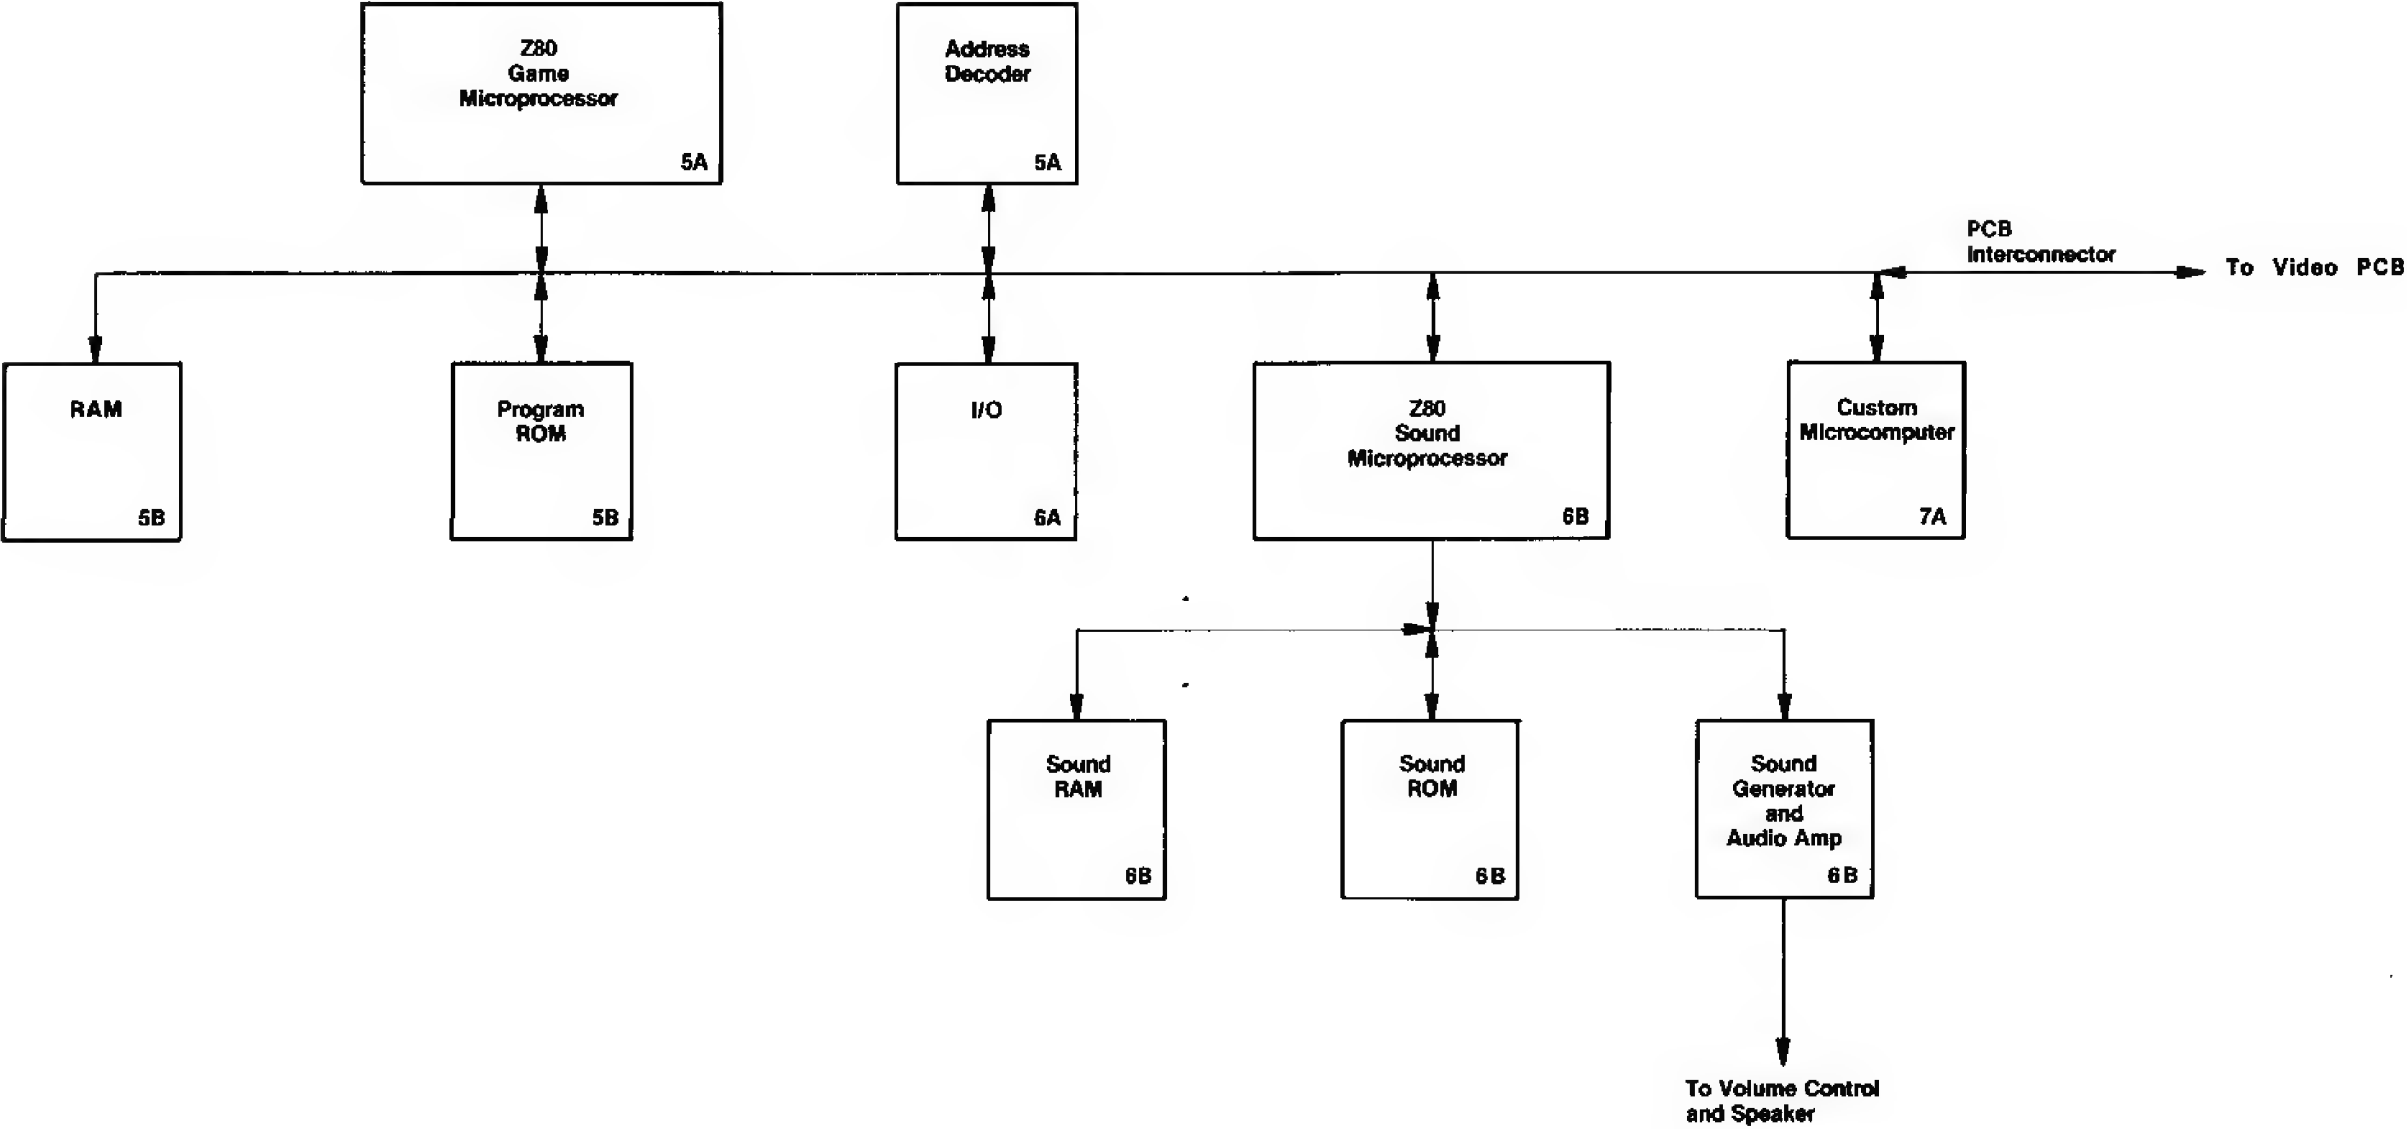 Z80
Game
Microprocessor
5A
Address
Decoder
5A
PCB
Interconnector
To Video PCB
RAM
5B
Program
ROM
5B
I/O
6A
Z80
Sound
Microprocessor
6B
Custom
Microcomputer
7A
Sound
RAM
6B
Sound
ROM
6B
Sound
Generator
and
Audio Amp
6B
To Volume Control
and Speaker